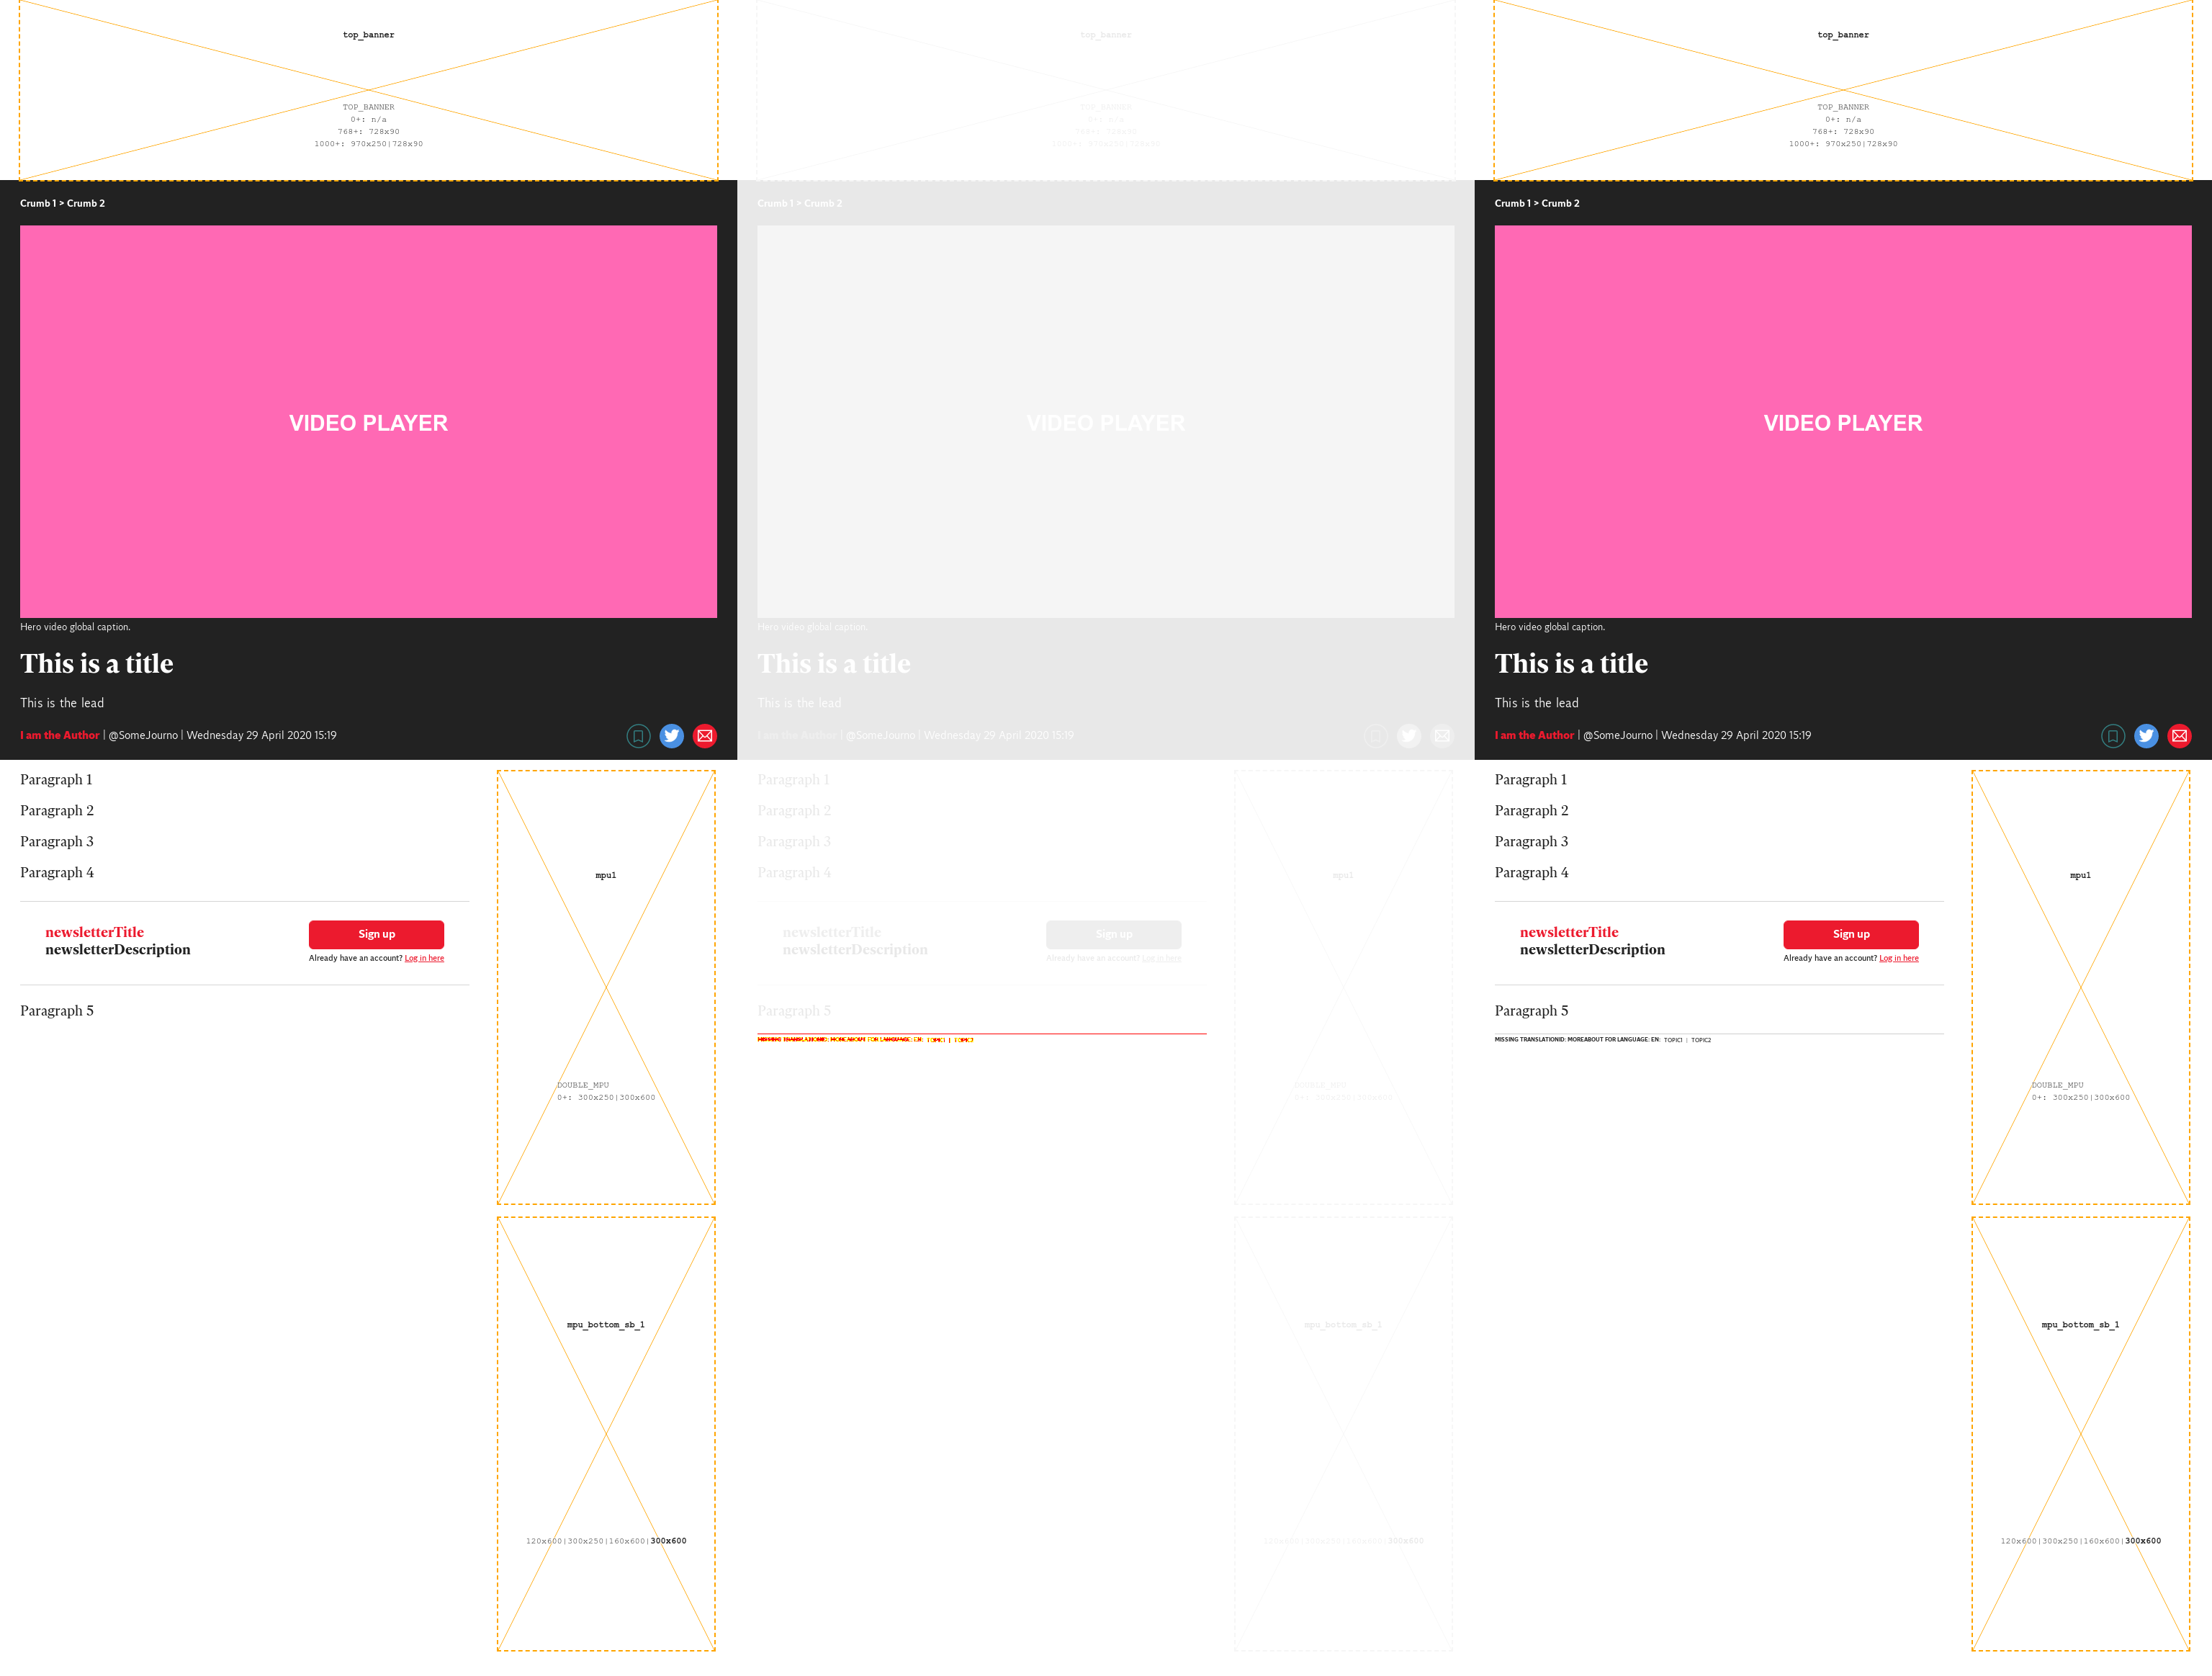 top_banner
TOP_BANNER
0+: n/a
768+: 728x90
1000+: 970x250|728x90
Crumb 1 > Crumb 2
VIDEO PLAYER
Hero video global caption.
This is a title
This is the lead
I am the Author | @SomeJourno | Wednesday 29 April 2020 15:19
Paragraph 1
Paragraph 2
Paragraph 3
Paragraph 4
newsletterTitle
newsletterDescription
Sign up
Already have an account? Log in here
Paragraph 5
mpu1
DOUBLE_MPU
0+: 300x250|300x600
mpu_bottom_sb_1
120x600|300x250|160x600|300x600
top_banner
TOP_BANNER
0+: n/a
768+: 728x90
1000+: 970x250|728x90
Crumb 1 > Crumb 2
VIDEO PLAYER
Hero video global caption.
This is a title
This is the lead
I am the Author | @SomeJourno | Wednesday 29 April 2020 15:19
Paragraph 1
Paragraph 2
Paragraph 3
Paragraph 4
newsletterTitle
newsletterDescription
Sign up
Already have an account? Log in here
Paragraph 5
MISSING TRANSLATIONID: MOREABOUT FOR LANGUAGE: EN: TOPIC1 | TOPIC2
mpu1
DOUBLE_MPU
0+: 300x250|300x600
mpu_bottom_sb_1
120x600|300x250|160x600|300x600
top_banner
TOP_BANNER
0+: n/a
768+: 728x90
1000+: 970x250|728x90
Crumb 1 > Crumb 2
VIDEO PLAYER
Hero video global caption.
This is a title
This is the lead
I am the Author | @SomeJourno | Wednesday 29 April 2020 15:19
Paragraph 1
Paragraph 2
Paragraph 3
Paragraph 4
newsletterTitle
newsletterDescription
Sign up
Already have an account? Log in here
Paragraph 5
MISSING TRANSLATIONID: MOREABOUT FOR LANGUAGE: EN: TOPIC1 | TOPIC2
mpu1
DOUBLE_MPU
0+: 300x250|300x600
mpu_bottom_sb_1
120x600|300x250|160x600|300x600